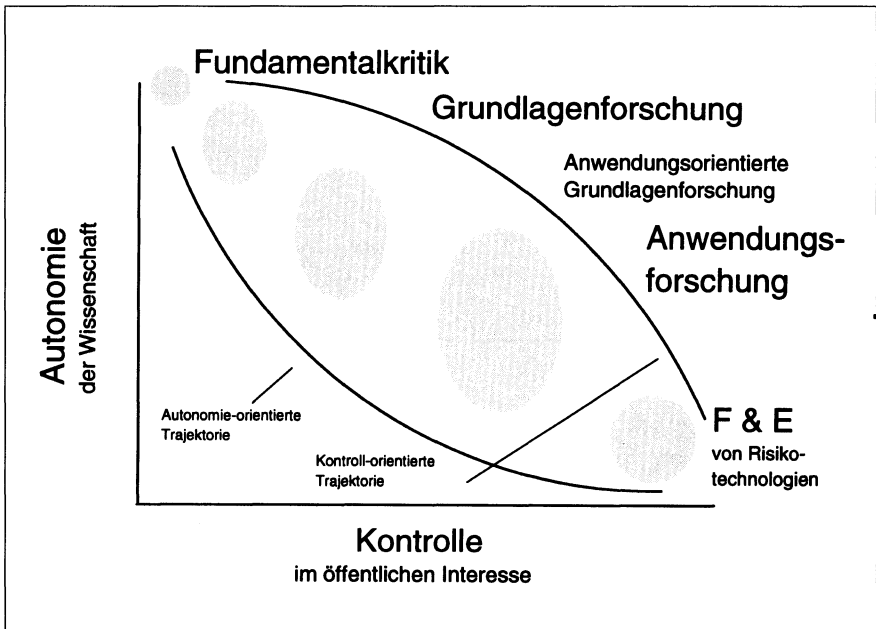 Fundamentalkritik
Grundlagenforschung
Anwendungsorientierte
Grundlagenforschung
Anwendungs-
forschung
Autonomie
der Wissenschaft
Autonomie-orientierte
Trajektorie
Kontroll-orientierte
Trajektorie
F & E
von Risiko-
technologien
Kontrolle
im öffentlichen Interesse